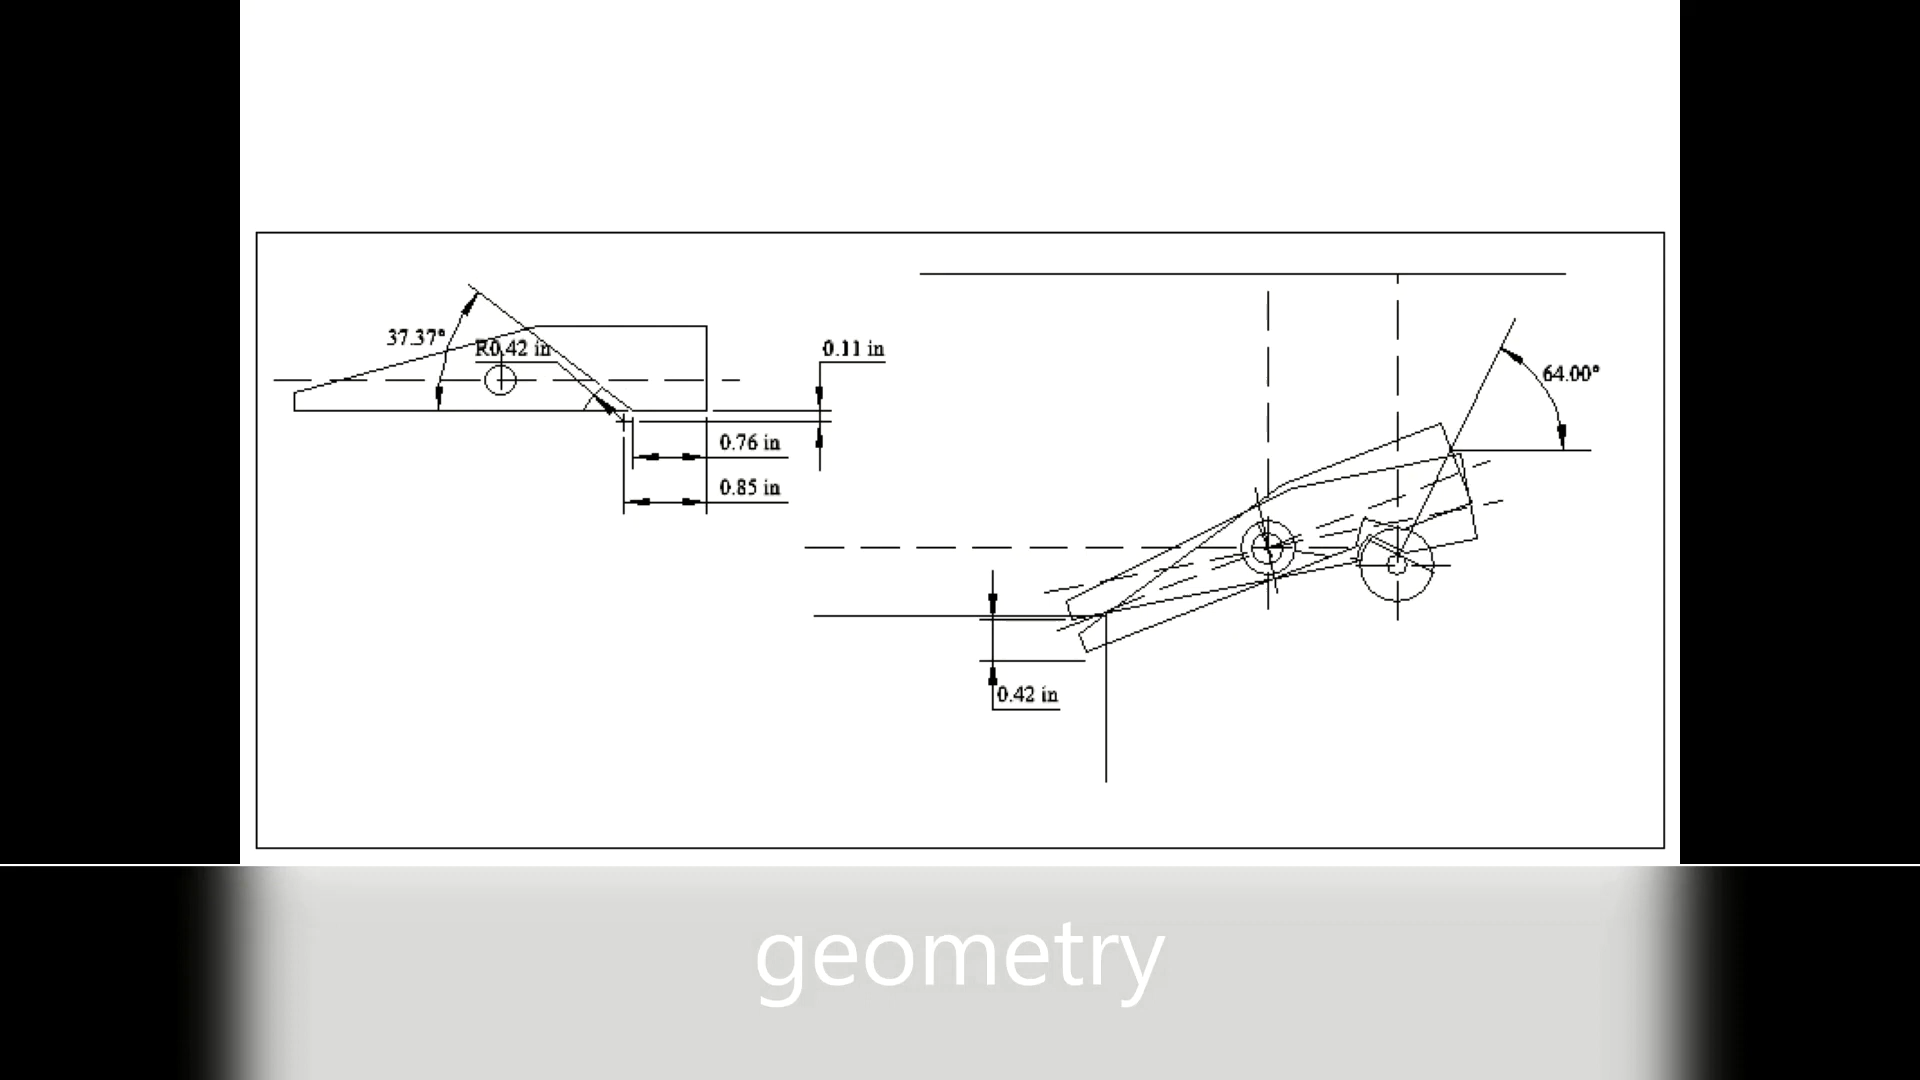 37.37°
R0.42 in
0.11 in
0.76 in
0.85 in
64.00°
0.42 in
geometry